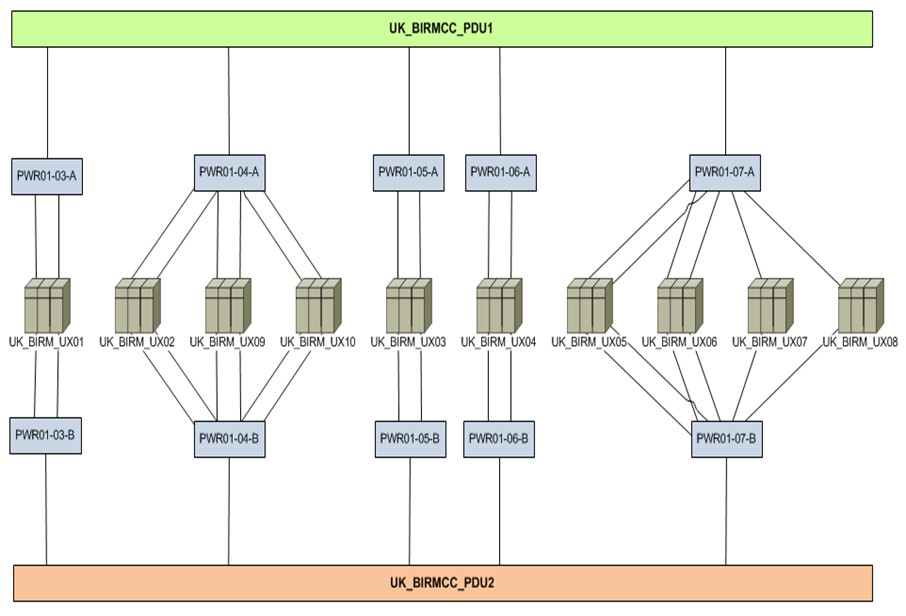 UK_BIRMCC_PDU1
PWR01-03-A
PWR01-04-A
PWR01-05-A
PWR01-06-A
PWR01-07-A
UK_BIRM_UX01
UK_BIRM_UX02
UK_BIRM_UX09
UK_BIRM_UX10
UK_BIRM_UX03
UK_BIRM_UX04
UK_BIRM_UX05
UK_BIRM_UX06
UK_BIRM_UX07
UK_BIRM_UX08
PWR01-03-B
PWR01-04-B
PWR01-05-B
PWR01-06-B
PWR01-07-B
UK_BIRMCC_PDU2